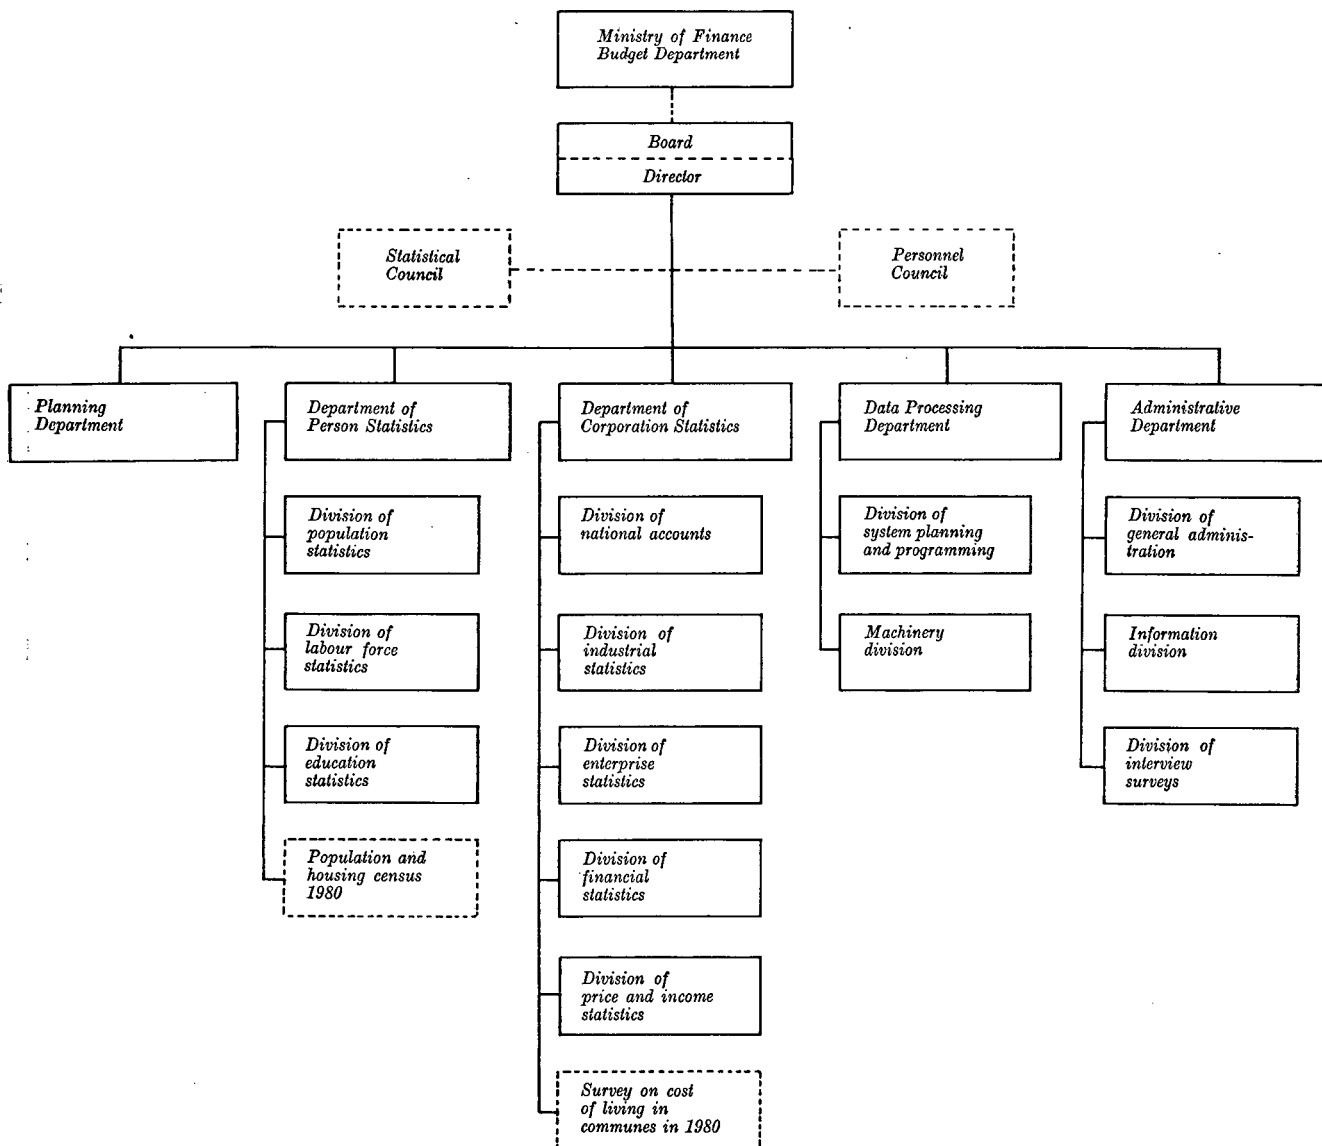 Ministry of Finance
Budget Department
Board
Director
Statistical
Council
Personnel
Council
Planning
Department
Department of
Person Statistics
Department of
Corporation Statistics
Data Processing
Department
Administrative
Department
Division of
population
statistics
Division of
national accounts
Division of
system planning
and programming
Division of
general adminis-
tration
Division of
labour force
statistics
Division of
industrial
statistics
Machinery
division
Information
division
Division of
education
statistics
Division of
enterprise
statistics
Division of
interview
surveys
Population and
housing census
1980
Division of
financial
statistics
Division of
price and income
statistics
Survey on cost
of living in
communes in 1980